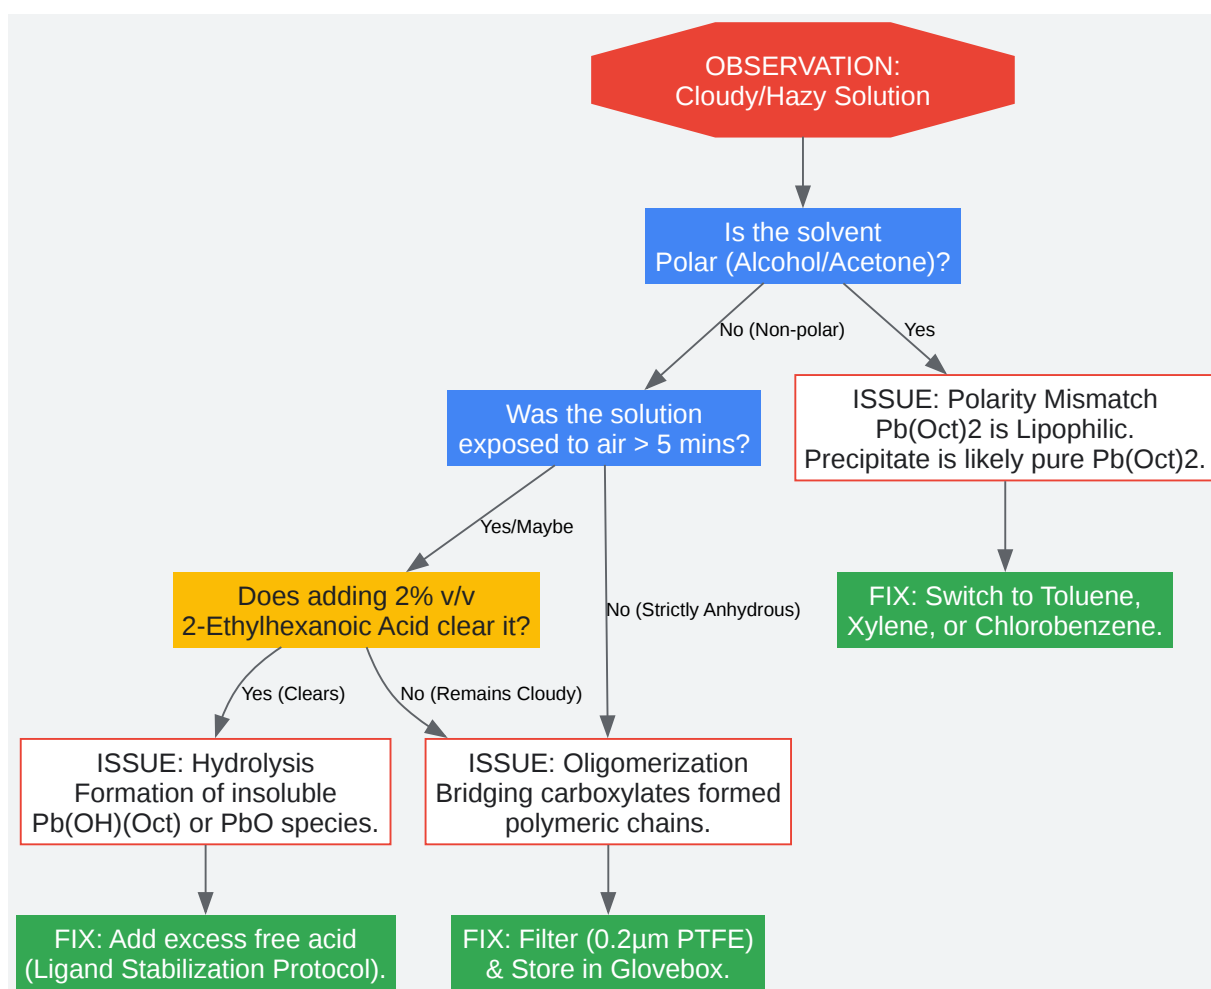 OBSERVATION:
Cloudy/Hazy Solution
Is the solvent
Polar (Alcohol/Acetone)?
No (Non-polar)
Yes
Was the solution
exposed to air > 5 mins?
ISSUE: Polarity Mismatch
Pb(Oct)2 is Lipophilic.
Precipitate is likely pure Pb(Oct)2.
Yes/Maybe
No (Strictly Anhydrous)
Does adding 2% v/v
2-Ethylhexanoic Acid clear it?
FIX: Switch to Toluene,
Xylene, or Chlorobenzene.
Yes (Clears)
No (Remains Cloudy)
ISSUE: Hydrolysis
Formation of insoluble
Pb(OH)(Oct) or PbO species.
ISSUE: Oligomerization
Bridging carboxylates formed
polymeric chains.
FIX: Add excess free acid
(Ligand Stabilization Protocol).
FIX: Filter (0.2µm PTFE)
& Store in Glovebox.